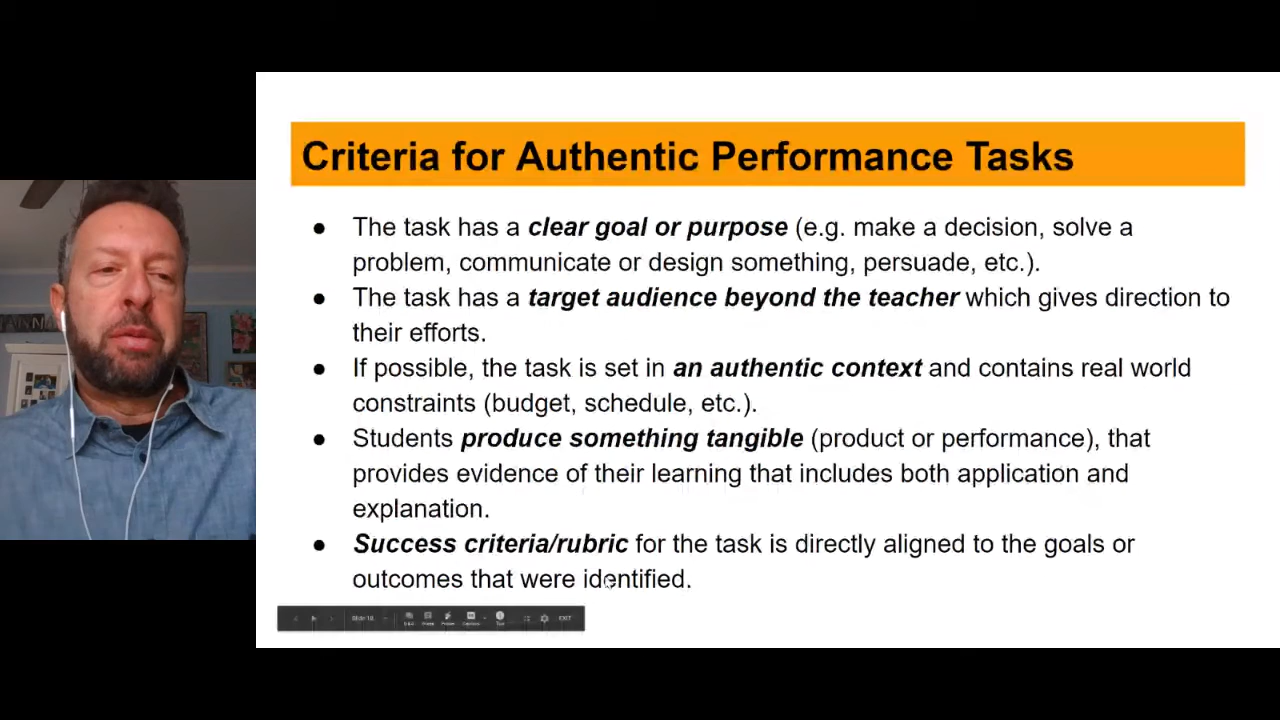 Criteria for Authentic Performance Tasks
● The task has a clear goal or purpose (e.g. make a decision, solve a
problem, communicate or design something, persuade, etc.).
● The task has a target audience beyond the teacher which gives direction to
their efforts.
● If possible, the task is set in an authentic context and contains real world
constraints (budget, schedule, etc.).
● Students produce something tangible (product or performance), that
provides evidence of their learning that includes both application and
explanation.
● Success criteria/rubric for the task is directly aligned to the goals or
outcomes that were identified.
EXIT